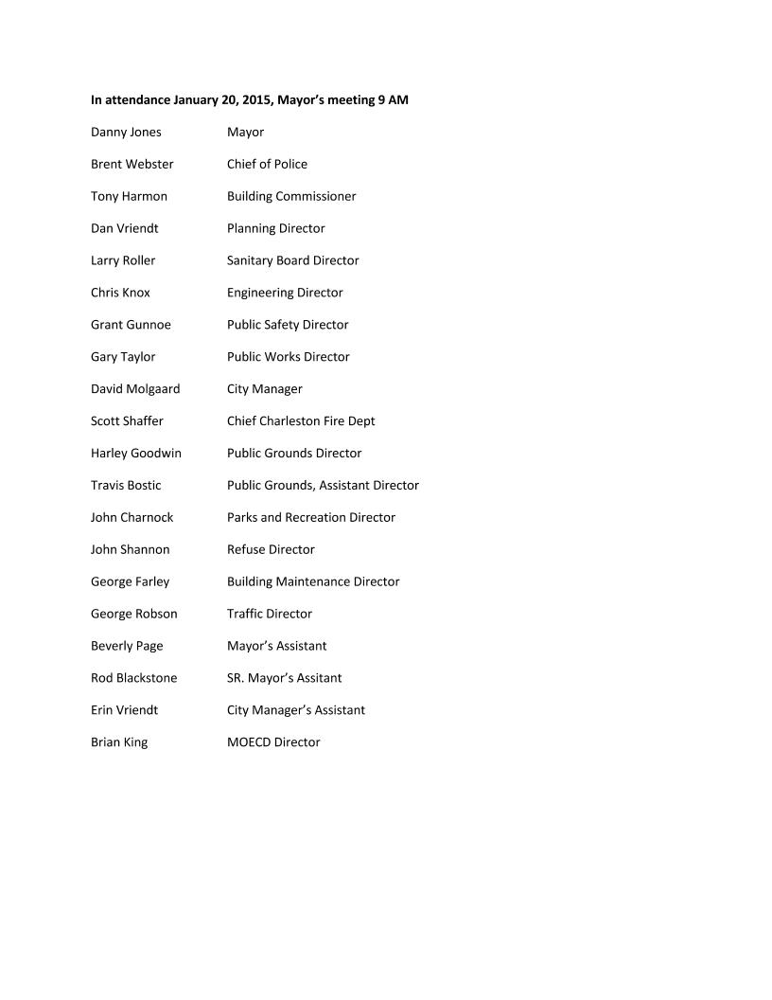 In attendance January 20, 2015, Mayor’s meeting 9 AM
Danny Jones Mayor
Brent Webster Chief of Police
Tony Harmon Building Commissioner
Dan Vriendt Planning Director
Larry Roller Sanitary Board Director
Chris Knox Engineering Director
Grant Gunnoe Public Safety Director
Gary Taylor Public Works Director
David Molgaard City Manager
Scott Shaffer Chief Charleston Fire Dept
Harley Goodwin Public Grounds Director
Travis Bostic Public Grounds, Assistant Director
John Charnock Parks and Recreation Director
John Shannon Refuse Director
George Farley Building Maintenance Director
George Robson Traffic Director
Beverly Page Mayor’s Assistant
Rod Blackstone SR. Mayor’s Assitant
Erin Vriendt City Manager’s Assistant
Brian King MOECD Director